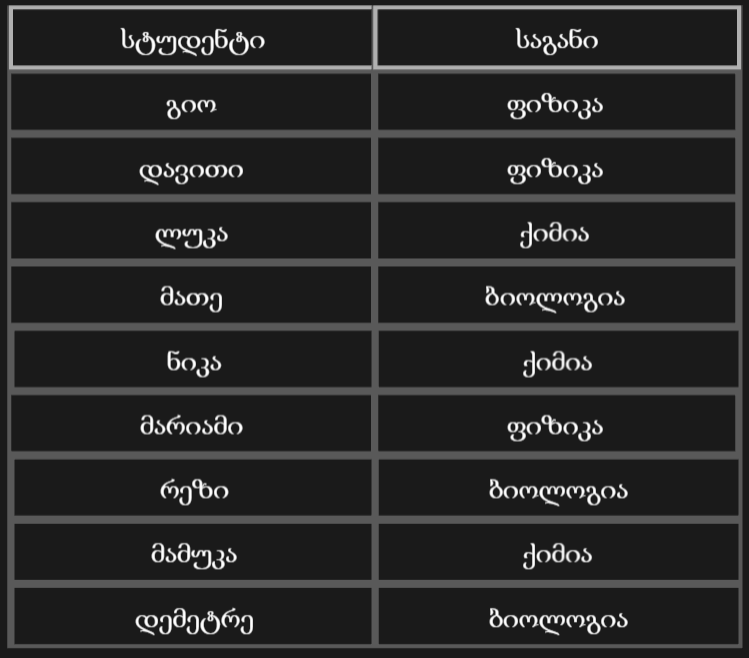 სტუდენტი საგანი
გიო ფიზიკა
დავითი ფიზიკა
ლუკა ქიმია
მათე ბიოლოგია
ნიკა ქიმია
მარიამი ფიზიკა
რეზი ბიოლოგია
მამუკა ქიმია
დემეტრე ბიოლოგია